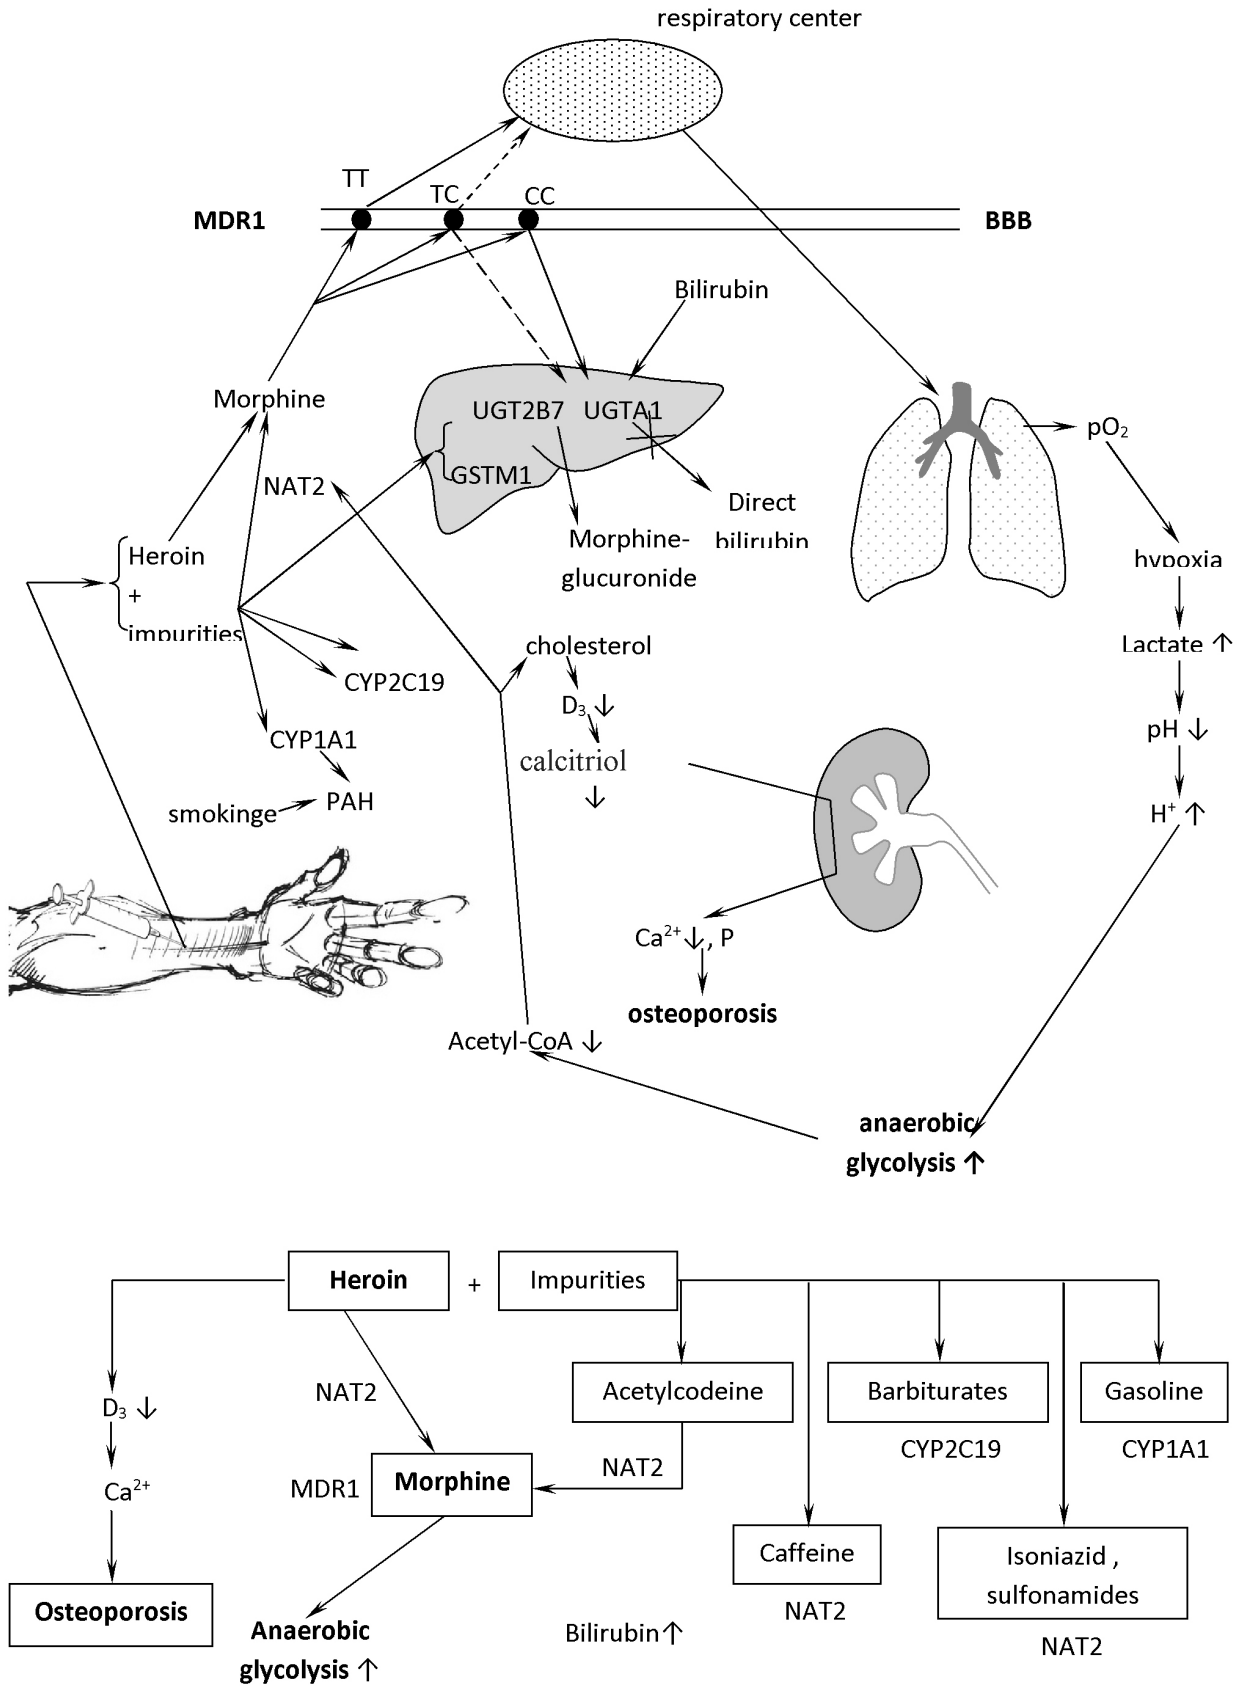 respiratory center
TT
TC
CC
MDR1
BBB
Bilirubin
Morphine
UGT2B7 UGTA1
pO₂
GSTM1
NAT2
Direct
bilirubin
Morphine-
glucuronide
Heroin
+
impurities
hypoxia
Lactate ↑
cholesterol
CYP2C19
D₃ ↓
pH ↓
CYP1A1
calcitriol
↓
PAH
smokinge
H⁺ ↑
Ca²⁺ ↓, P
osteoporosis
Acetyl-CoA ↓
anaerobic
glycolysis ↑
Heroin + Impurities
NAT2
Acetylcodeine
Barbiturates
Gasoline
D₃ ↓
CYP2C19
CYP1A1
NAT2
MDR1
Morphine
Ca²⁺
Caffeine
Isoniazid ,
sulfonamides
Osteoporosis
NAT2
Anaerobic
glycolysis ↑
Bilirubin↑
NAT2